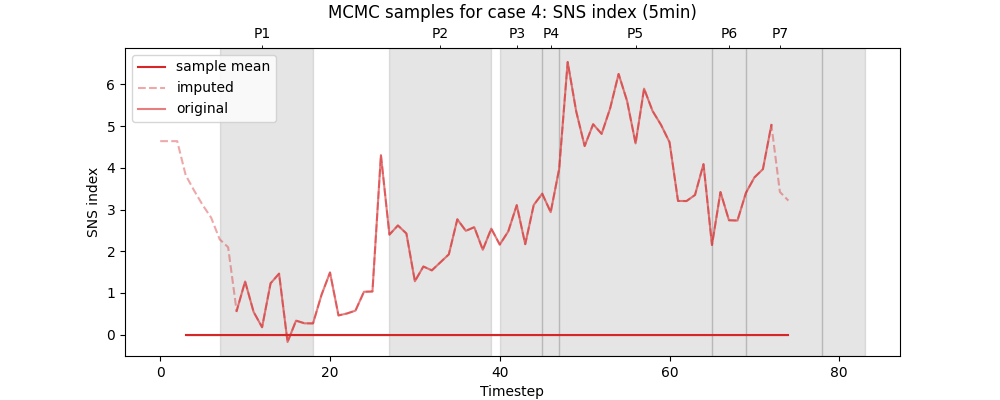 MCMC samples for case 4: SNS index (5min)
P1 P2 P3 P4 P5 P6 P7
sample mean
imputed
original
6
5
4
3
2
1
0
SNS index
0 20 40 60 80
Timestep